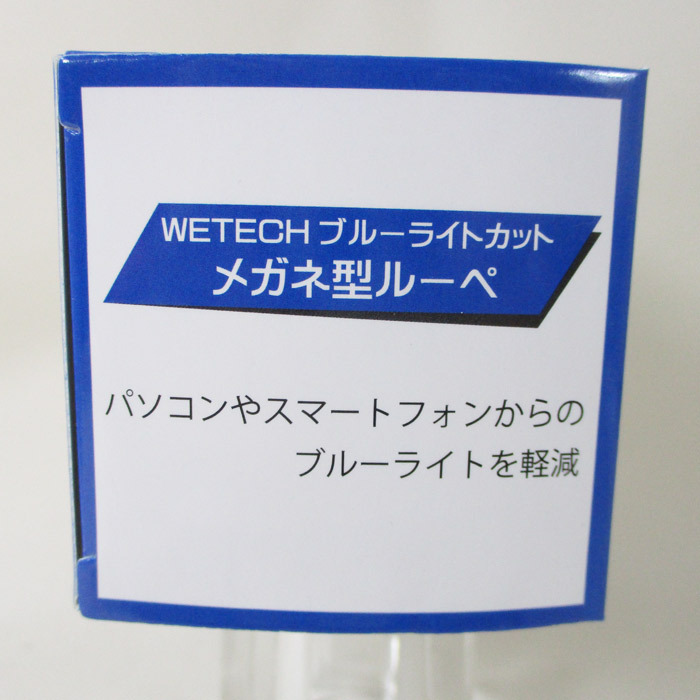 WETECH ブルーライトカット
メガネ型ルーペ
パソコンやスマートフォンからの
ブルーライトを軽減